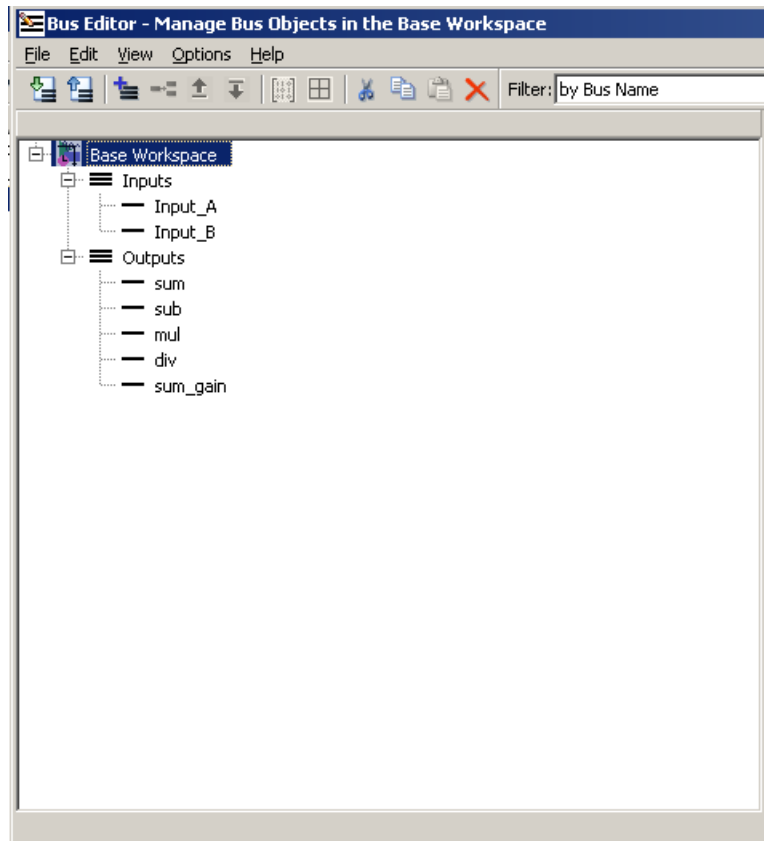 Bus Editor - Manage Bus Objects in the Base Workspace
File Edit View Options Help
Filter: by Bus Name
Base Workspace
Inputs
Input_A
Input_B
Outputs
sum
sub
mul
div
sum_gain